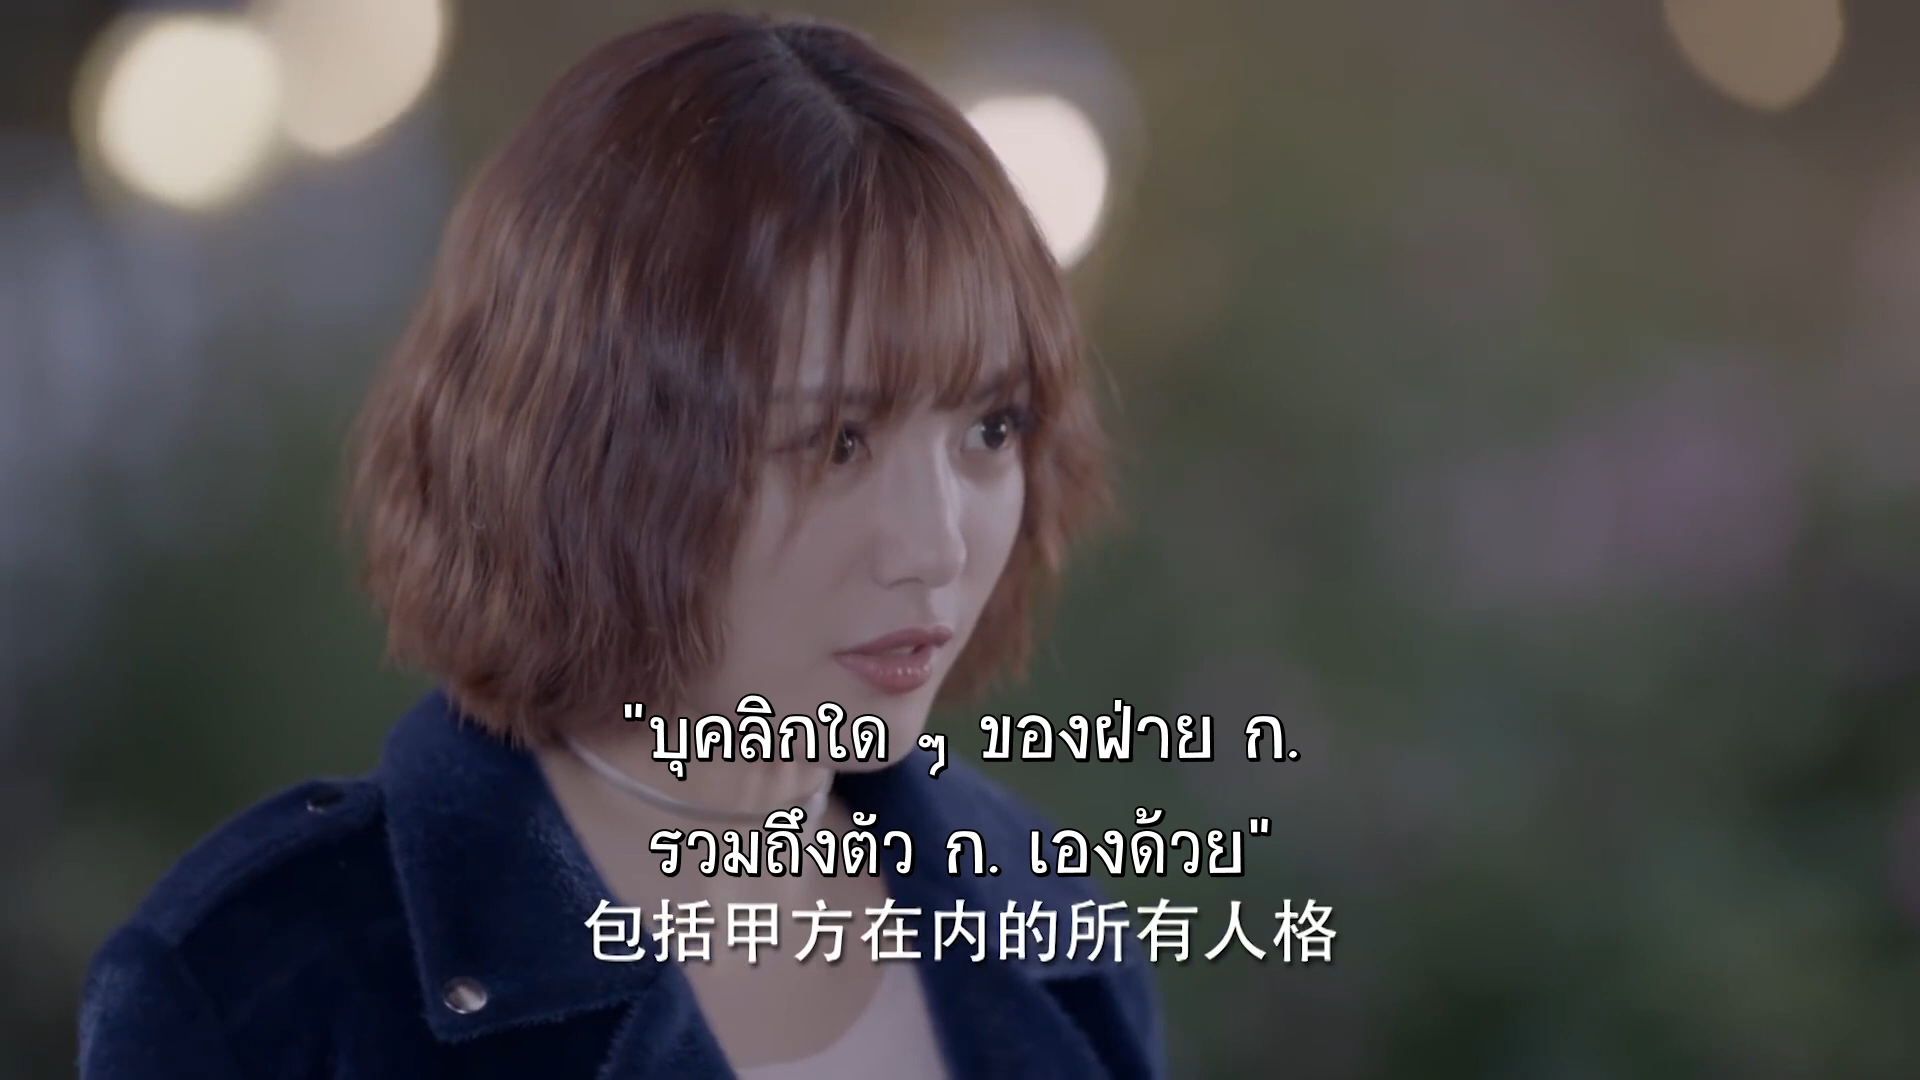 "บุคลิกใด ๆ ของฝ่าย ก.
รวมถึงตัว ก. เองด้วย"
包括甲方在内的所有人格